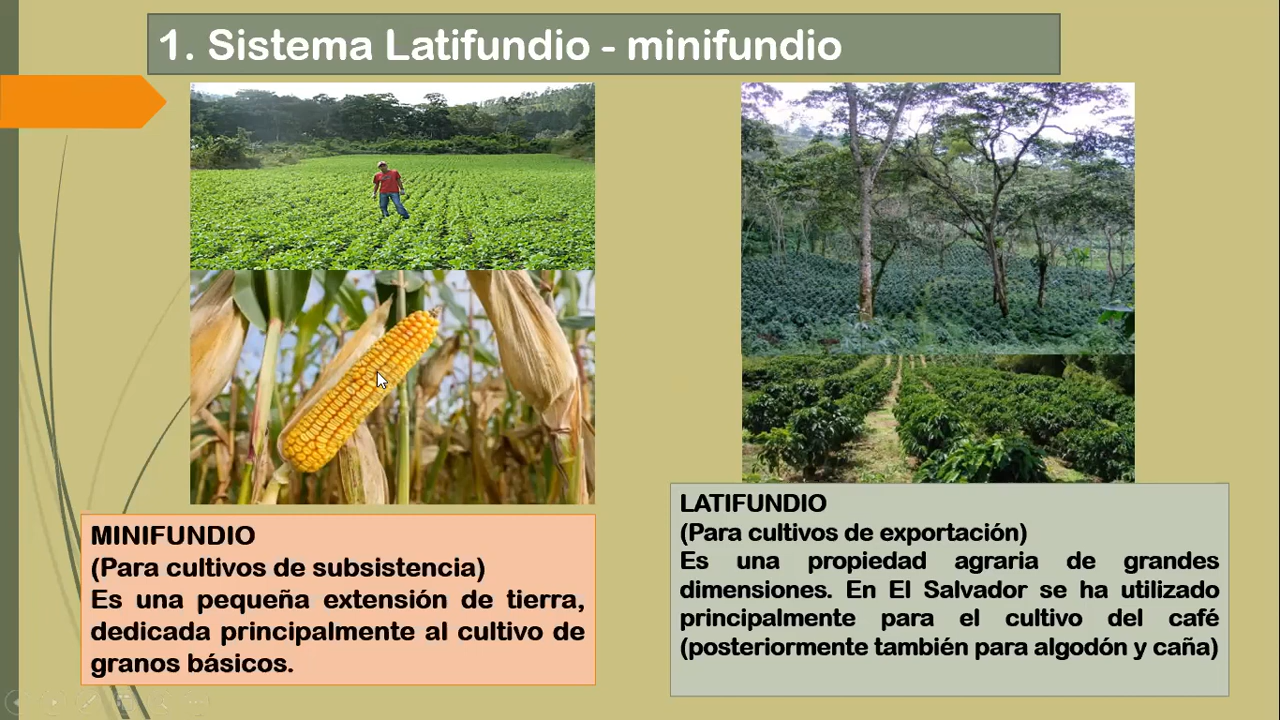 1. Sistema Latifundio - minifundio
MINIFUNDIO
(Para cultivos de subsistencia)
Es una pequeña extensión de tierra,
dedicada principalmente al cultivo de
granos básicos.
LATIFUNDIO
(Para cultivos de exportación)
Es una propiedad agraria de grandes
dimensiones. En El Salvador se ha utilizado
principalmente para el cultivo del café
(posteriormente también para algodón y caña)